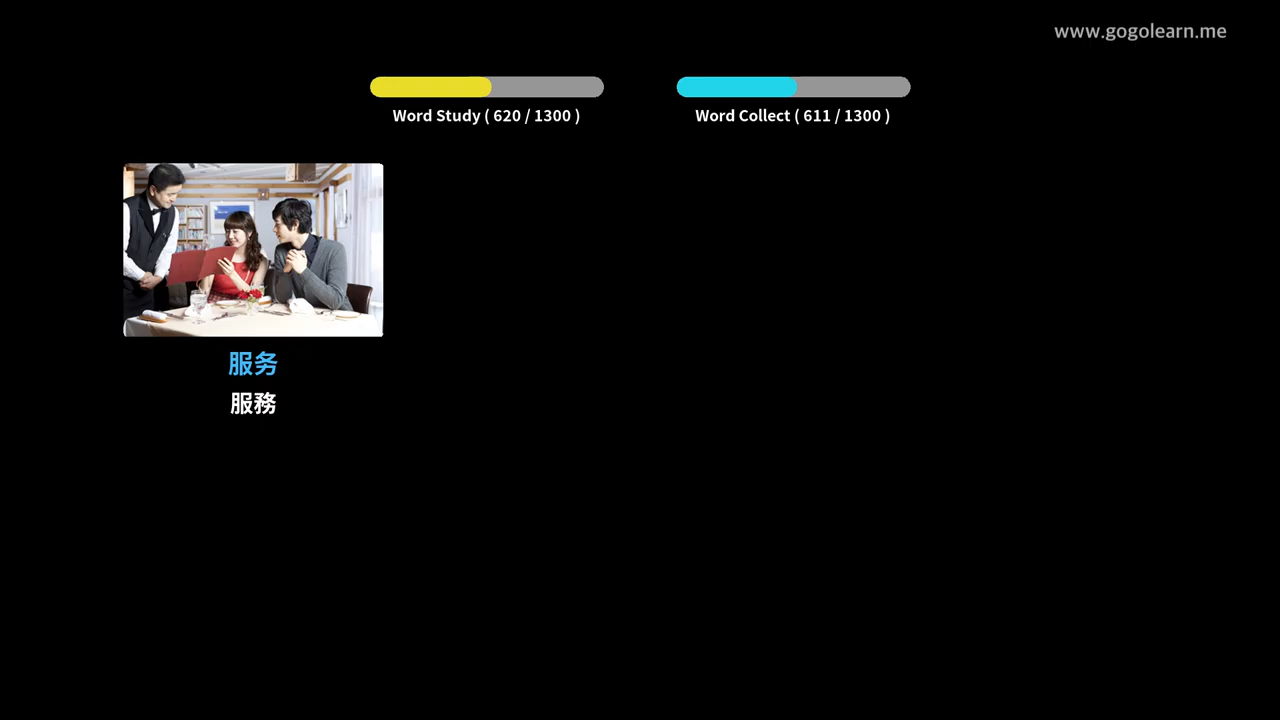 www.gogolearn.me
Word Study ( 620 / 1300 )
Word Collect ( 611 / 1300 )
服务
服務